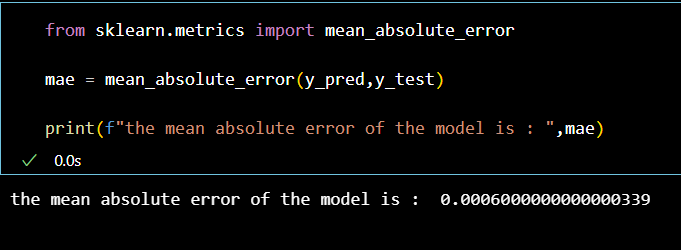 from sklearn.metrics import mean_absolute_error
mae = mean_absolute_error(y_pred,y_test)
print(f"the mean absolute error of the model is : ",mae)
✓ 0.0s
the mean absolute error of the model is :  0.0006000000000000339